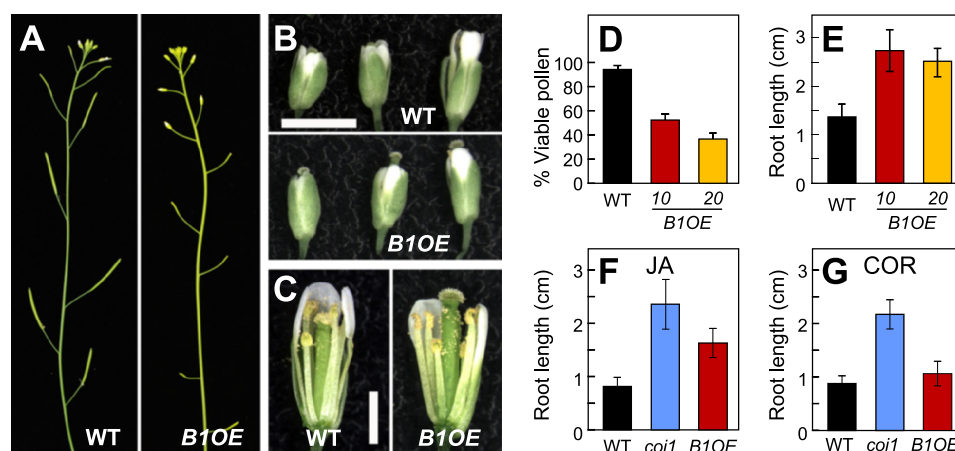 A
WT
B1OE
B
WT
B1OE
C
WT
B1OE
D
% Viable pollen
100
80
60
40
20
0
WT
10
20
B1OE
E
Root length (cm)
3
2
1
0
WT
10
20
B1OE
F
JA
Root length (cm)
3
2
1
0
WT
coi1
B1OE
G
COR
Root length (cm)
3
2
1
0
WT
coi1
B1OE